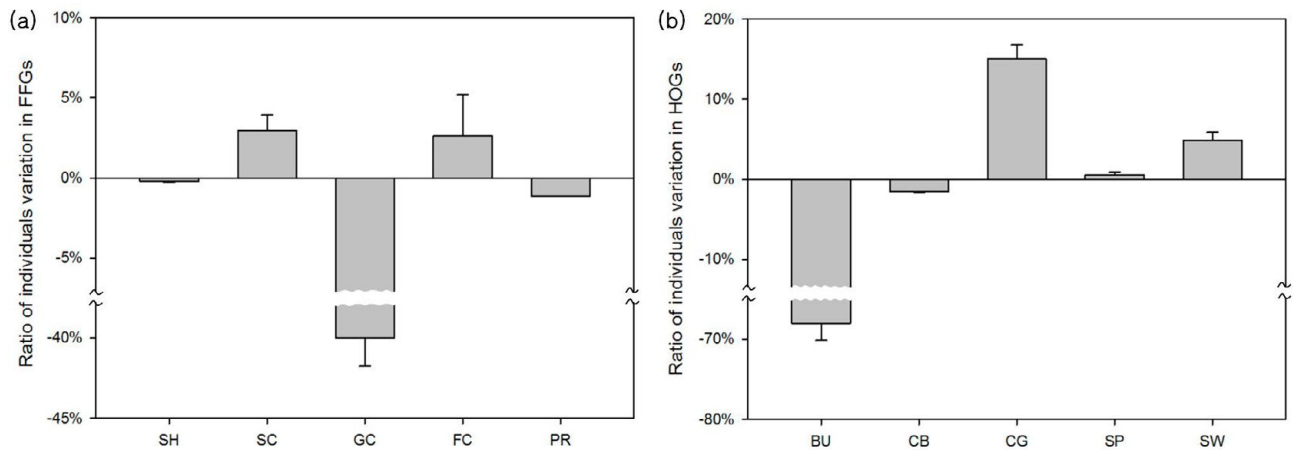 (a)
Ratio of individuals variation in FFGs
10%
5%
0%
-5%
-40%
-45%
SH SC GC FC PR
(b)
Ratio of individuals variation in HOGs
20%
10%
0%
-10%
-70%
-80%
BU CB CG SP SW